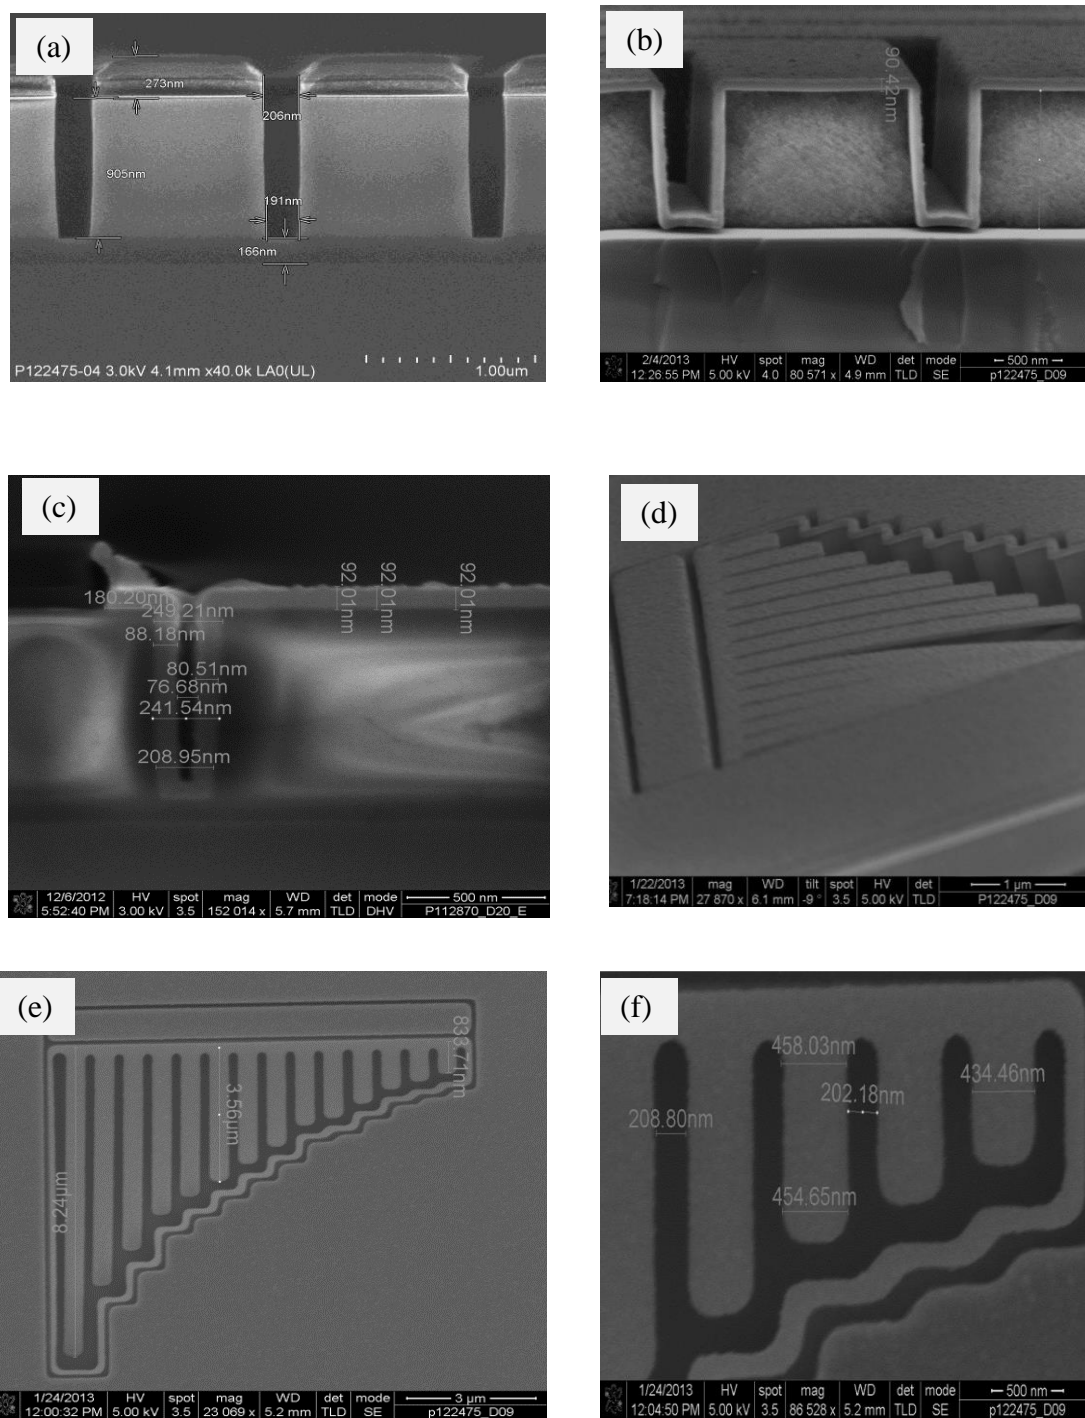 (a)
273nm
206nm
905nm
191nm
166nm
P122475-04 3.0kV 4.1mm x40.0k LA0(UL)
1.00um
(b)
90.42nm
2/4/2013 HV spot mag WD det mode 500 nm
12:26:55 PM 5.00 kV 4.0 80 571 x 4.9 mm TLD SE p122475_D09
(c)
92.01nm 92.01nm 92.01nm
180.20nm
249.21nm
88.18nm
80.51nm
76.68nm
241.54nm
208.95nm
12/6/2012 HV spot mag WD det mode 500 nm
5:52:40 PM 3.00 kV 3.5 152 014 x 5.7 mm TLD DHV P112870_D20_E
(d)
1/22/2013 mag WD tilt spot HV det 1 µm
7:18:14 PM 27 870 x 6.1 mm -9 ° 3.5 5.00 kV TLD P122475_D09
(e)
833.71nm
3.56µm
8.24µm
1/24/2013 HV spot mag WD det mode 3 µm
12:00:32 PM 5.00 kV 3.5 23 069 x 5.2 mm TLD SE p122475_D09
(f)
458.03nm
434.46nm
202.18nm
208.80nm
454.65nm
1/24/2013 HV spot mag WD det mode 500 nm
12:04:50 PM 5.00 kV 3.5 86 528 x 5.2 mm TLD SE p122475_D09